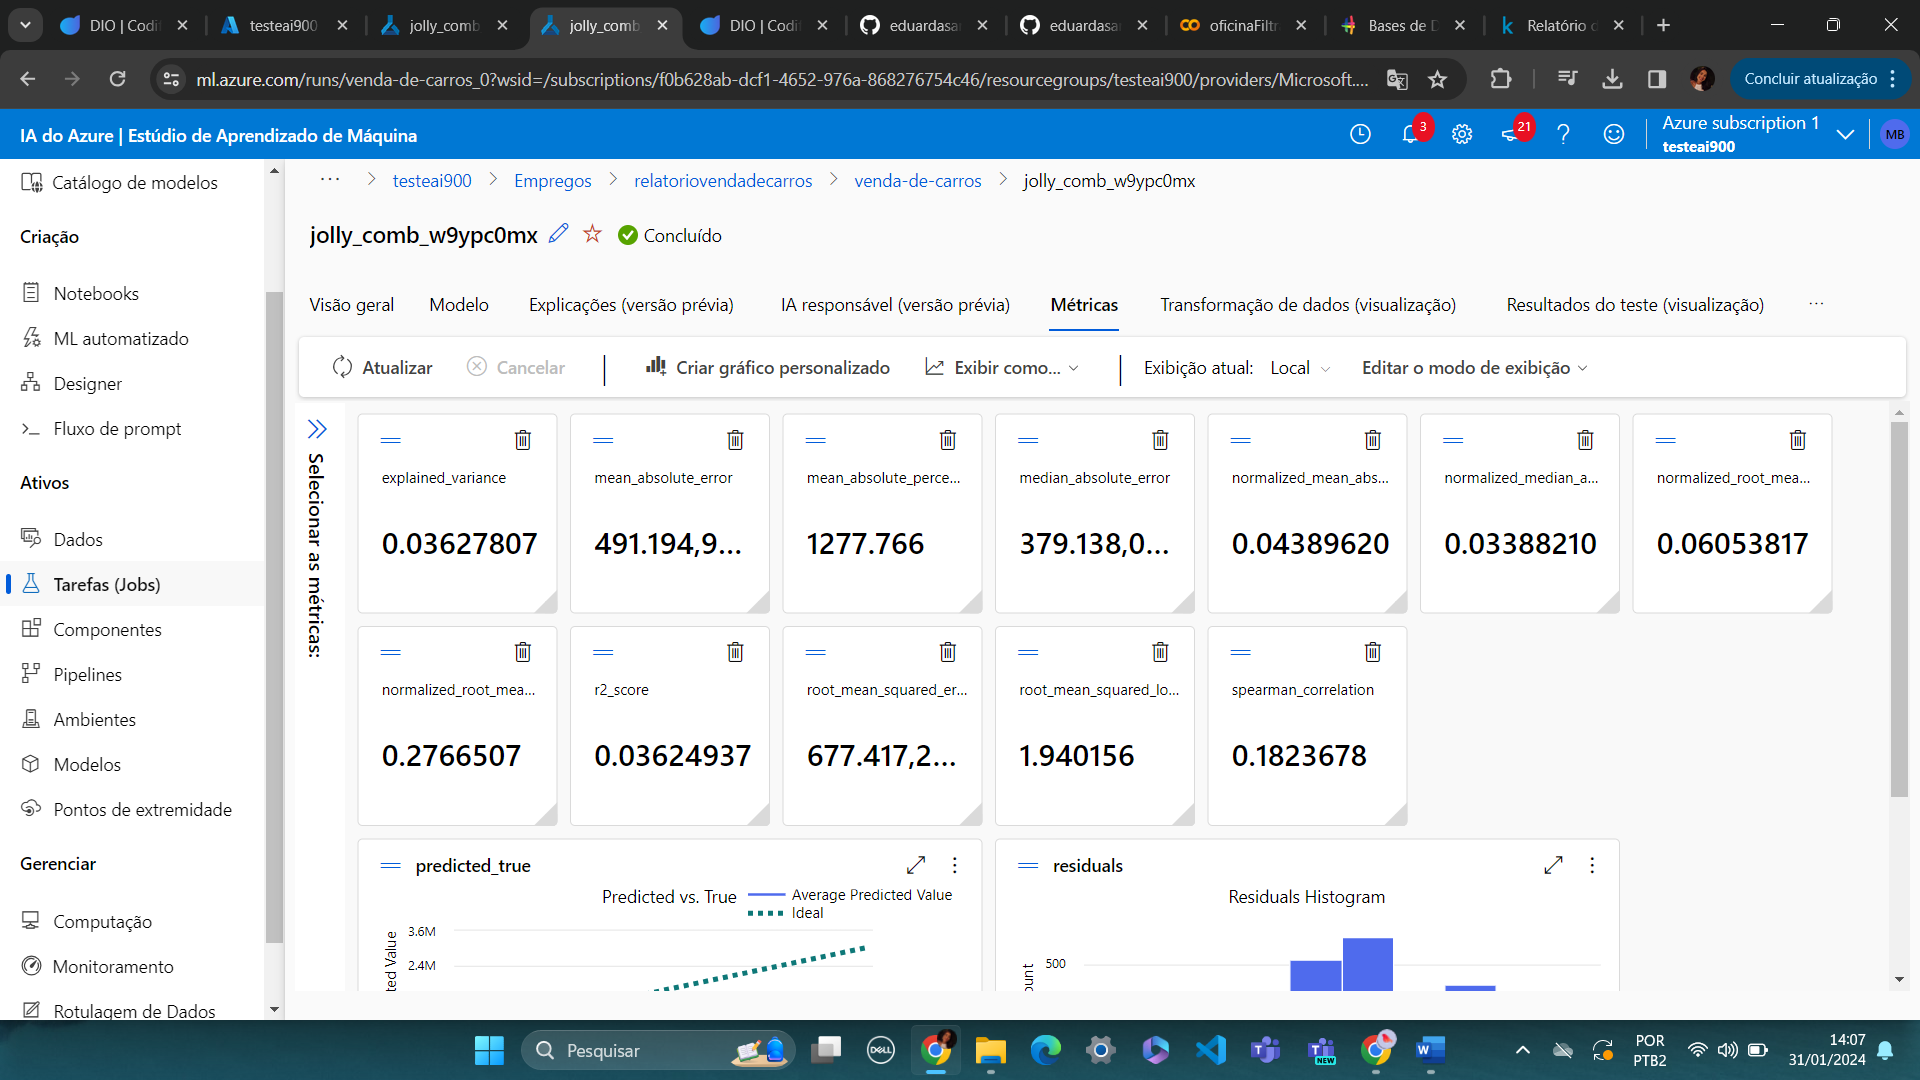 DIO | Codi
testeai900
jolly_comb
jolly_comb
DIO | Codi
eduardasa
eduardasa
oficinaFiltr
Bases de D
Relatório d
ml.azure.com/runs/venda-de-carros_0?wsid=/subscriptions/f0b628ab-dcf1-4652-976a-868276754c46/resourcegroups/testeai900/providers/Microsoft....
Concluir atualização
IA do Azure | Estúdio de Aprendizado de Máquina
3
21
Azure subscription 1
testeai900
MB
Catálogo de modelos
Criação
Notebooks
ML automatizado
Designer
Fluxo de prompt
Ativos
Dados
Tarefas (Jobs)
Componentes
Pipelines
Ambientes
Modelos
Pontos de extremidade
Gerenciar
Computação
Monitoramento
Rotulagem de Dados
... testeai900 Empregos relatoriovendadecarros venda-de-carros jolly_comb_w9ypc0mx
jolly_comb_w9ypc0mx Concluído
Visão geral Modelo Explicações (versão prévia) IA responsável (versão prévia) Métricas Transformação de dados (visualização) Resultados do teste (visualização) ...
Atualizar Cancelar Criar gráfico personalizado Exibir como... Exibição atual: Local Editar o modo de exibição
Selecionar as métricas:
explained_variance
0.03627807
mean_absolute_error
491.194,9...
mean_absolute_perce...
1277.766
median_absolute_error
379.138,0...
normalized_mean_abs...
0.04389620
normalized_median_a...
0.03388210
normalized_root_mea...
0.06053817
normalized_root_mea...
0.2766507
r2_score
0.03624937
root_mean_squared_er...
677.417,2...
root_mean_squared_lo...
1.940156
spearman_correlation
0.1823678
predicted_true
Predicted vs. True
Average Predicted Value
Ideal
3.6M
2.4M
ted Value
residuals
Residuals Histogram
500
ount
Pesquisar
DELL
NEW
POR
PTB2
14:07
31/01/2024